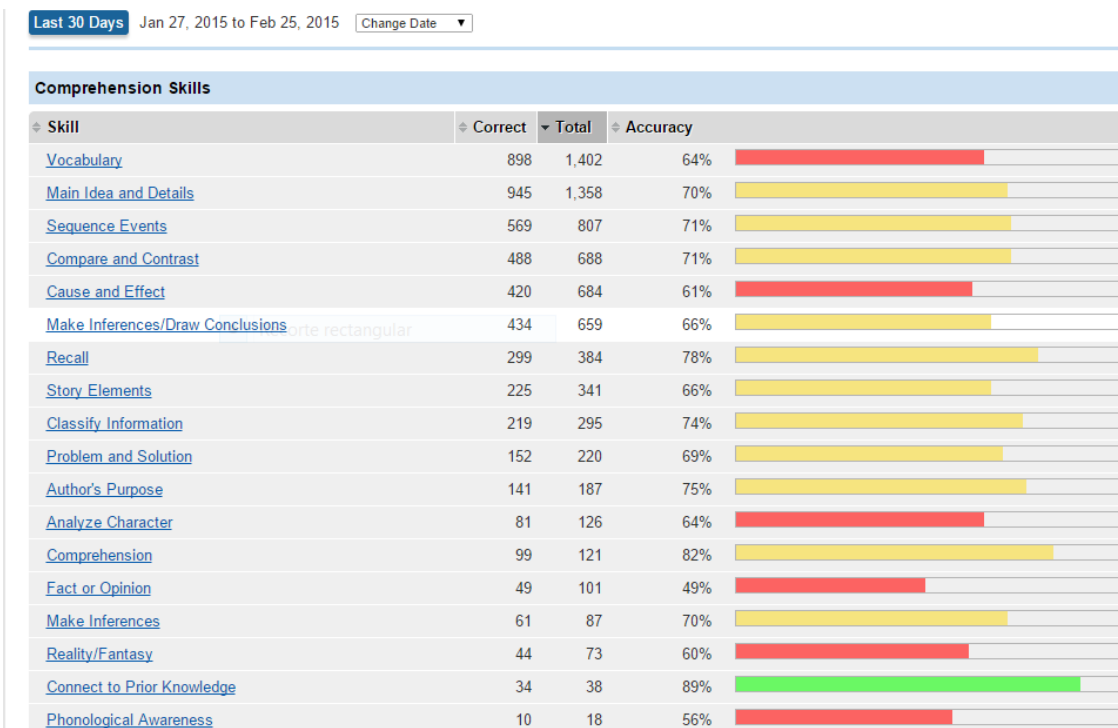 Last 30 Days Jan 27, 2015 to Feb 25, 2015 Change Date
Comprehension Skills
Skill Correct Total Accuracy
Vocabulary 898 1,402 64%
Main Idea and Details 945 1,358 70%
Sequence Events 569 807 71%
Compare and Contrast 488 688 71%
Cause and Effect 420 684 61%
Make Inferences/Draw Conclusions 434 659 66%
rectangular
Recall 299 384 78%
Story Elements 225 341 66%
Classify Information 219 295 74%
Problem and Solution 152 220 69%
Author's Purpose 141 187 75%
Analyze Character 81 126 64%
Comprehension 99 121 82%
Fact or Opinion 49 101 49%
Make Inferences 61 87 70%
Reality/Fantasy 44 73 60%
Connect to Prior Knowledge 34 38 89%
Phonological Awareness 10 18 56%